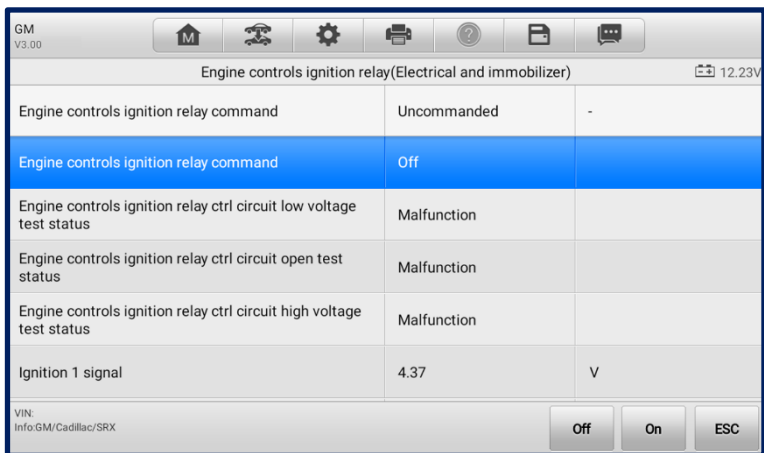 GM
V3.00
M
?
Engine controls ignition relay(Electrical and immobilizer)
12.23V
Engine controls ignition relay command Uncommanded -
Engine controls ignition relay command Off
Engine controls ignition relay ctrl circuit low voltage
test status
Malfunction
Engine controls ignition relay ctrl circuit open test
status
Malfunction
Engine controls ignition relay ctrl circuit high voltage
test status
Malfunction
Ignition 1 signal 4.37 V
VIN:
Info:GM/Cadillac/SRX
Off On ESC